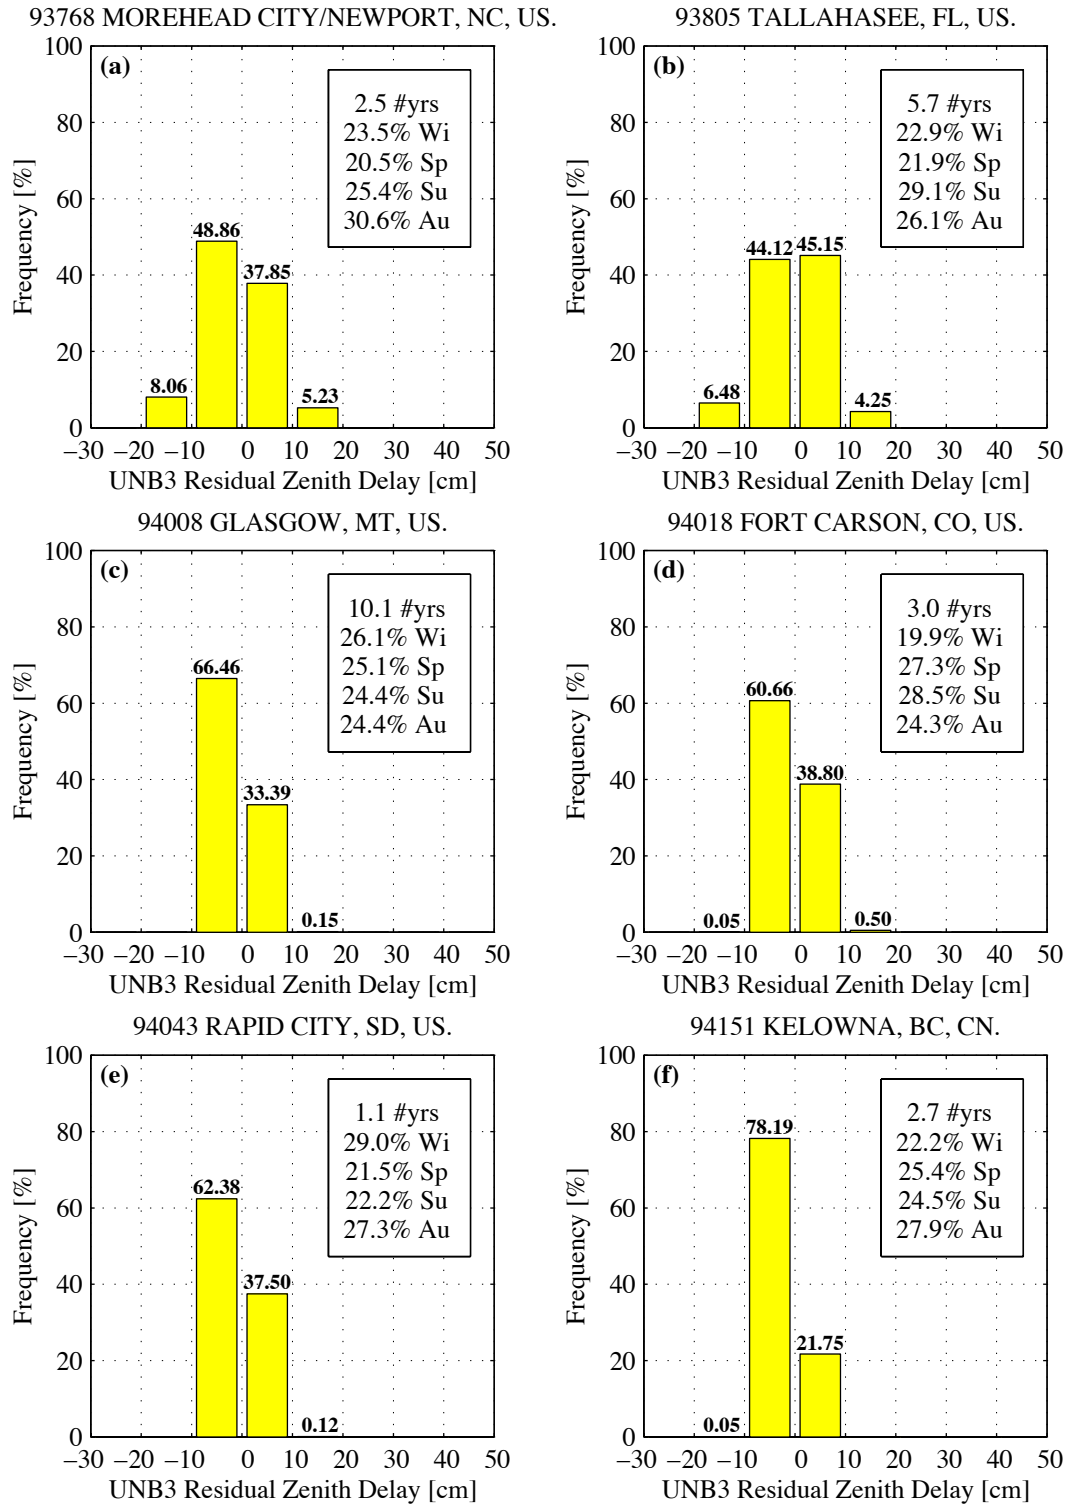 93768 MOREHEAD CITY/NEWPORT, NC, US.
(a)
2.5 #yrs
23.5% Wi
20.5% Sp
25.4% Su
30.6% Au
Frequency [%]
100
80
60
40
20
0
8.06
48.86
37.85
5.23
−30 −20 −10 0 10 20 30 40 50
UNB3 Residual Zenith Delay [cm]
93805 TALLAHASEE, FL, US.
(b)
5.7 #yrs
22.9% Wi
21.9% Sp
29.1% Su
26.1% Au
Frequency [%]
100
80
60
40
20
0
6.48
44.12
45.15
4.25
−30 −20 −10 0 10 20 30 40 50
UNB3 Residual Zenith Delay [cm]
94008 GLASGOW, MT, US.
(c)
10.1 #yrs
26.1% Wi
25.1% Sp
24.4% Su
24.4% Au
Frequency [%]
100
80
60
40
20
0
66.46
33.39
0.15
−30 −20 −10 0 10 20 30 40 50
UNB3 Residual Zenith Delay [cm]
94018 FORT CARSON, CO, US.
(d)
3.0 #yrs
19.9% Wi
27.3% Sp
28.5% Su
24.3% Au
Frequency [%]
100
80
60
40
20
0
0.05
60.66
38.80
0.50
−30 −20 −10 0 10 20 30 40 50
UNB3 Residual Zenith Delay [cm]
94043 RAPID CITY, SD, US.
(e)
1.1 #yrs
29.0% Wi
21.5% Sp
22.2% Su
27.3% Au
Frequency [%]
100
80
60
40
20
0
62.38
37.50
0.12
−30 −20 −10 0 10 20 30 40 50
UNB3 Residual Zenith Delay [cm]
94151 KELOWNA, BC, CN.
(f)
2.7 #yrs
22.2% Wi
25.4% Sp
24.5% Su
27.9% Au
Frequency [%]
100
80
60
40
20
0
0.05
78.19
21.75
−30 −20 −10 0 10 20 30 40 50
UNB3 Residual Zenith Delay [cm]